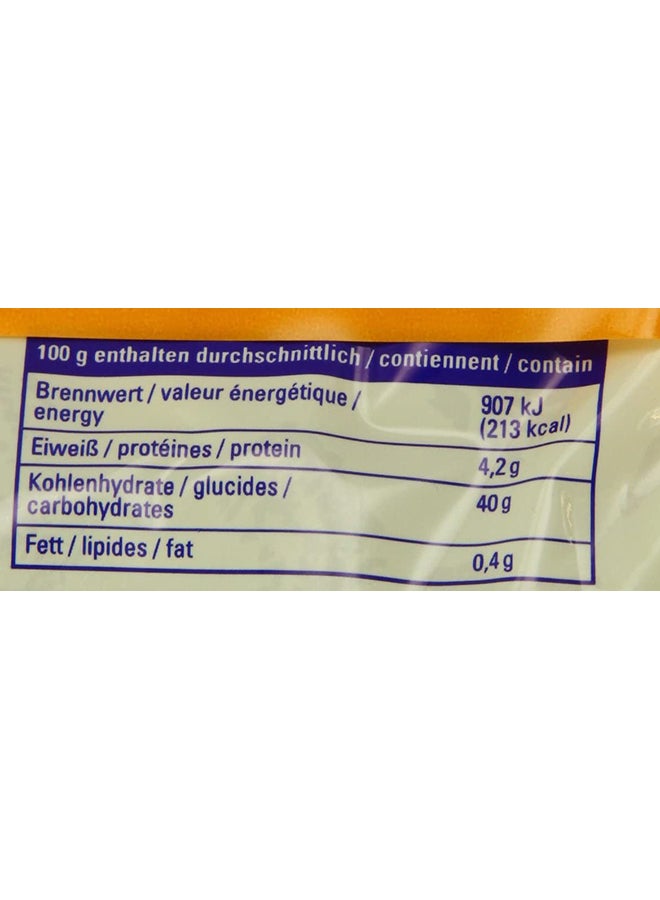 100 g enthalten durchschnittlich / contiennent / contain
Brennwert / valeur énergétique /
energy
907 kJ
(213 kcal)
Eiweiß / protéines / protein
4,2 g
Kohlenhydrate / glucides /
carbohydrates
40 g
Fett / lipides / fat
0,4 g